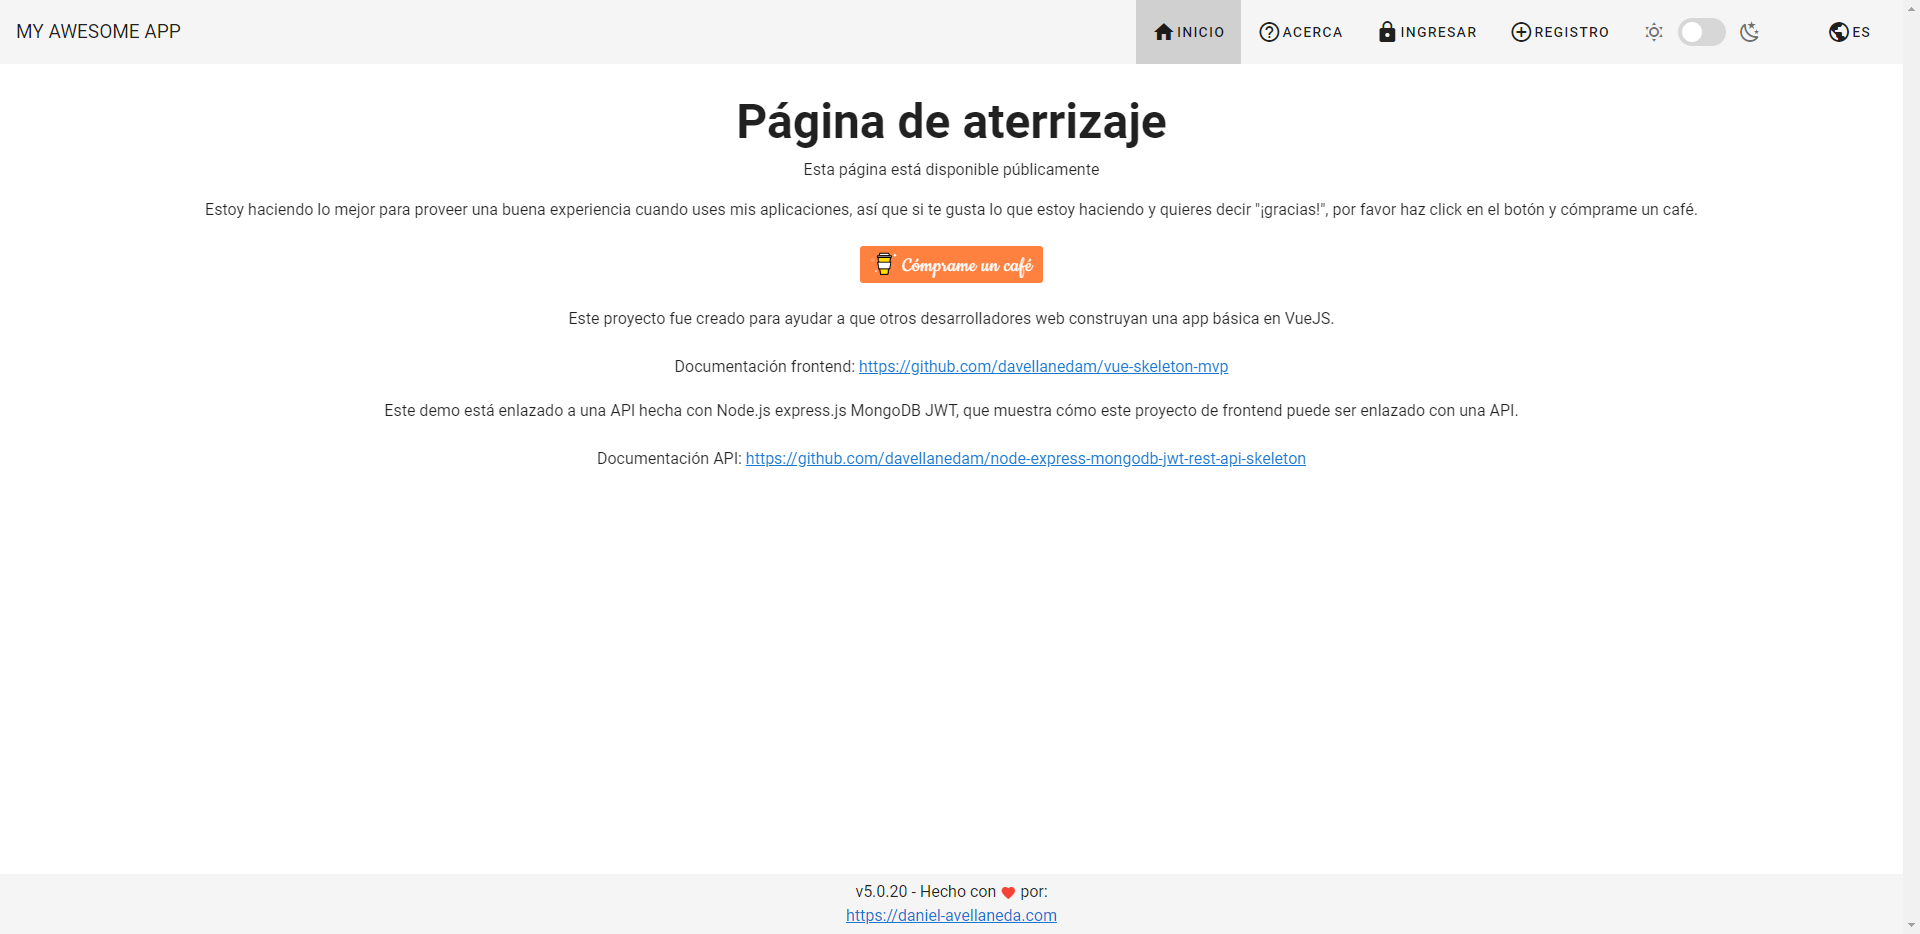 MY AWESOME APP
INICIO
ACERCA
INGRESAR
REGISTRO
ES
Página de aterrizaje
Esta página está disponible públicamente
Estoy haciendo lo mejor para proveer una buena experiencia cuando uses mis aplicaciones, así que si te gusta lo que estoy haciendo y quieres decir "¡gracias!", por favor haz click en el botón y cómprame un café.
Cómprame un café
Este proyecto fue creado para ayudar a que otros desarrolladores web construyan una app básica en VueJS.
Documentación frontend: https://github.com/davellanedam/vue-skeleton-mvp
Este demo está enlazado a una API hecha con Node.js express.js MongoDB JWT, que muestra cómo este proyecto de frontend puede ser enlazado con una API.
Documentación API: https://github.com/davellanedam/node-express-mongodb-jwt-rest-api-skeleton
v5.0.20 - Hecho con ❤ por:
https://daniel-avellaneda.com